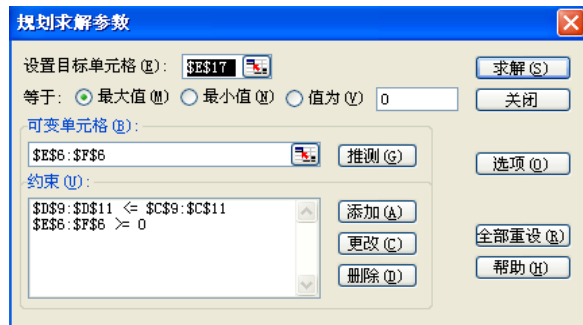 规划求解参数
设置目标单元格(E): $E$17 求解(S)
等于: 最大值(M) 最小值(N) 值为(V) 0 关闭
可变单元格(B):
$E$6:$F$6 推测(G) 选项(O)
约束(U):
$D$9:$D$11 <= $C$9:$C$11 添加(A)
$E$6:$F$6 >= 0
更改(C) 全部重设(R)
删除(D) 帮助(H)